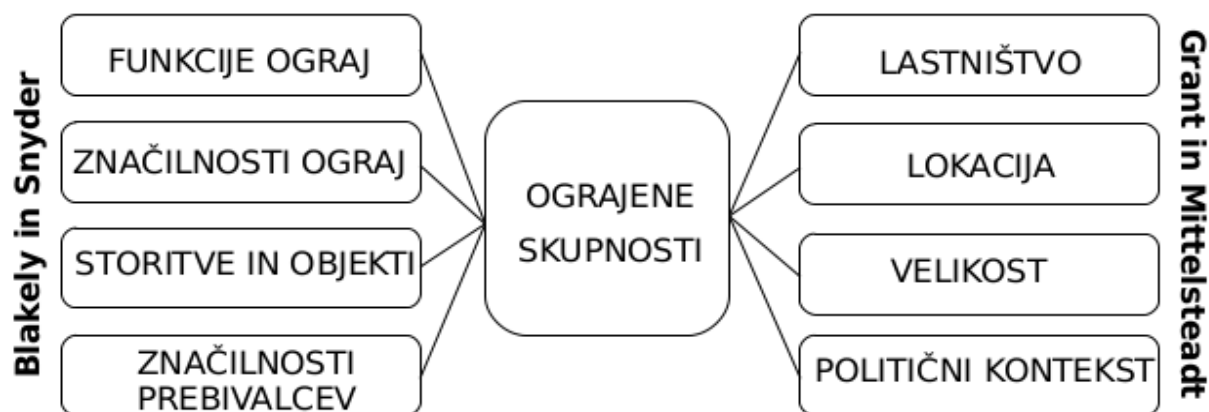 Blakely in Snyder
FUNKCIJE OGRAJ
ZNAČILNOSTI OGRAJ
STORITVE IN OBJEKTI
ZNAČILNOSTI
PREBIVALCEV
OGRAJENE
SKUPNOSTI
LASTNIŠTVO
LOKACIJA
VELIKOST
POLITIČNI KONTEKST
Grant in Mittelsteadt